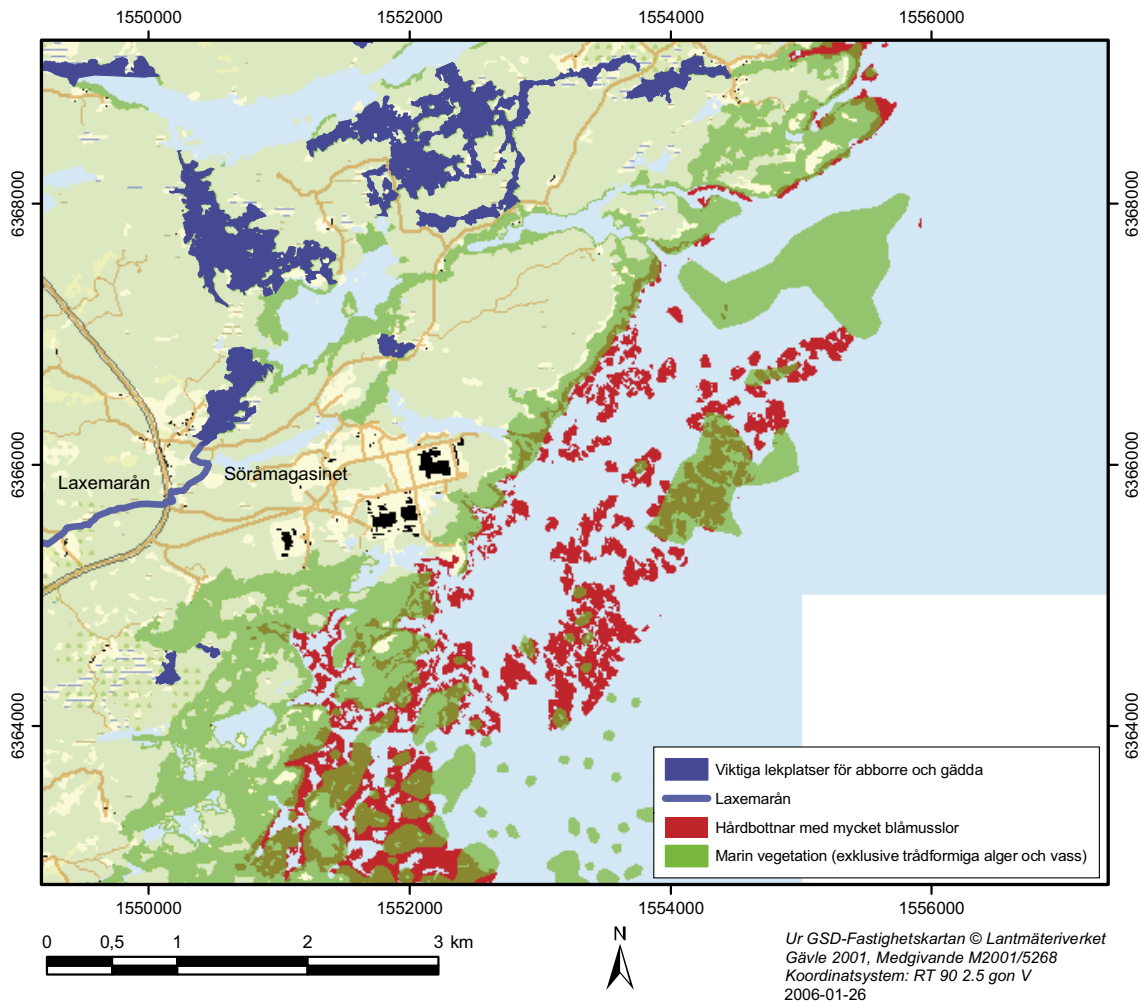 1550000 1552000 1554000 1556000
6368000 6368000
6366000 6366000
6364000 6364000
Laxemarån
Söråmagasinet
Viktiga lekplatser för abborre och gädda
Laxemarån
Hårdbottnar med mycket blåmusslor
Marin vegetation (exklusive trådformiga alger och vass)
1550000 1552000 1554000 1556000
0 0,5 1 2 3 km
N
Ur GSD-Fastighetskartan © Lantmäteriverket
Gävle 2001, Medgivande M2001/5268
Koordinatsystem: RT 90 2.5 gon V
2006-01-26